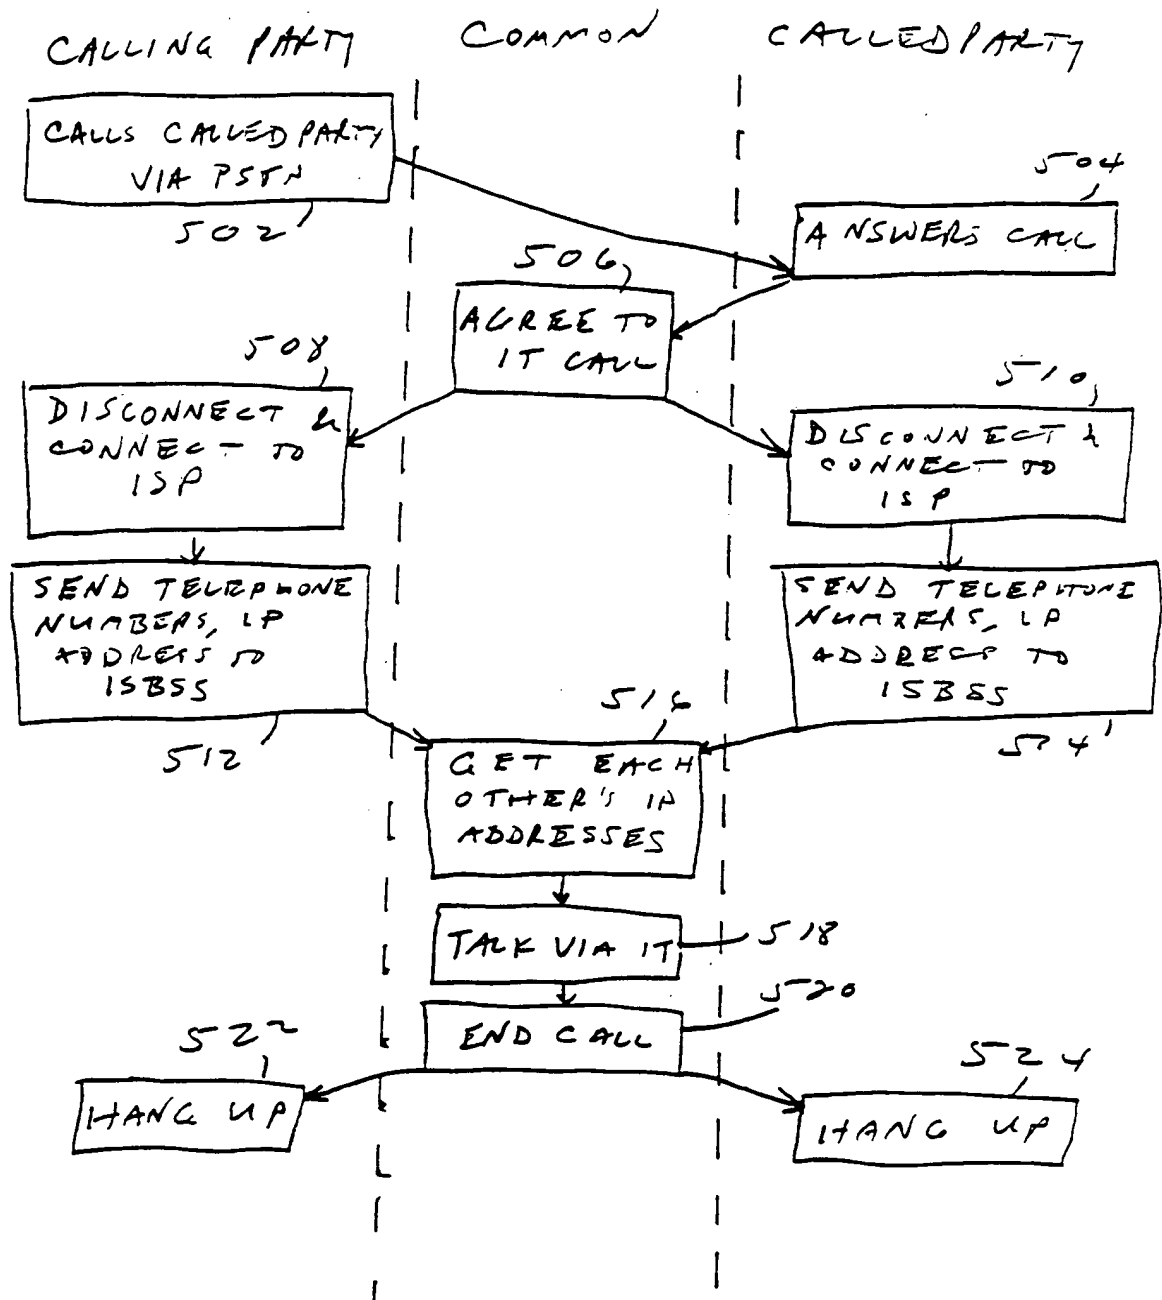 CALLING PARTY
COMMON
CALLED PARTY
CALLS CALLED PARTY
VIA PSTN
502
504
ANSWERS CALL
506
AGREE TO
IT CALL
508
DISCONNECT &
CONNECT TO
ISP
510
DISCONNECT &
CONNECT TO
ISP
SEND TELEPHONE
NUMBERS, IP
ADDRESS TO
ISBSS
512
SEND TELEPHONE
NUMBERS, IP
ADDRESS TO
ISBSS
514
516
GET EACH
OTHER'S IP
ADDRESSES
TALK VIA IT
518
END CALL
520
522
HANG UP
524
HANG UP